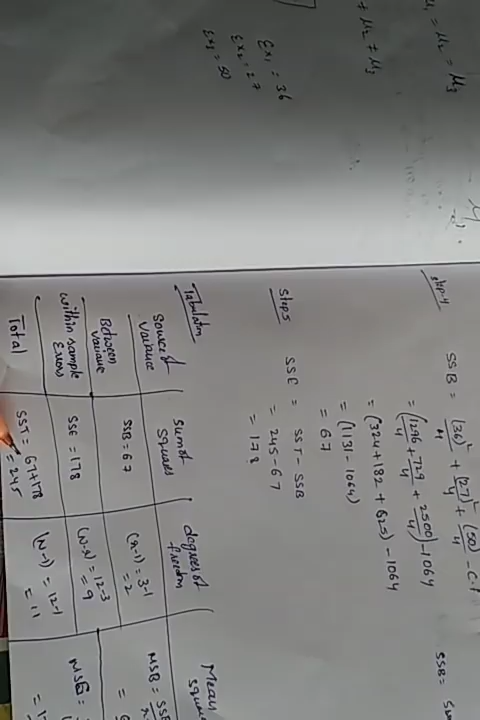 μ₁ = μ₂ = μ₃
≠ μ₂ ≠ μ₃
Σx₁ = 36
Σx₂ = 27
Σx₃ = 50
Step-4
SSB = (36)²/4 + (27)²/4 + (50)²/4 - C.F
= (1296/4 + 729/4 + 2500/4) - 1064
= (324 + 182 + 625) - 1064
= (1131 - 1064)
= 67
SSB =
Step 5
SSE = SST - SSB
= 245 - 67
= 178
Tabulation
Source of variance | Sum of squares | degrees of freedom | Mean square
Between variance | SSB = 67 | (k-1) = 3-1 = 2 | MSB =
within sample Errors | SSE = 178 | (N-k) = 12-3 = 9
Total | SST = 67+178 = 245 | (N-1) = 12-1 = 11